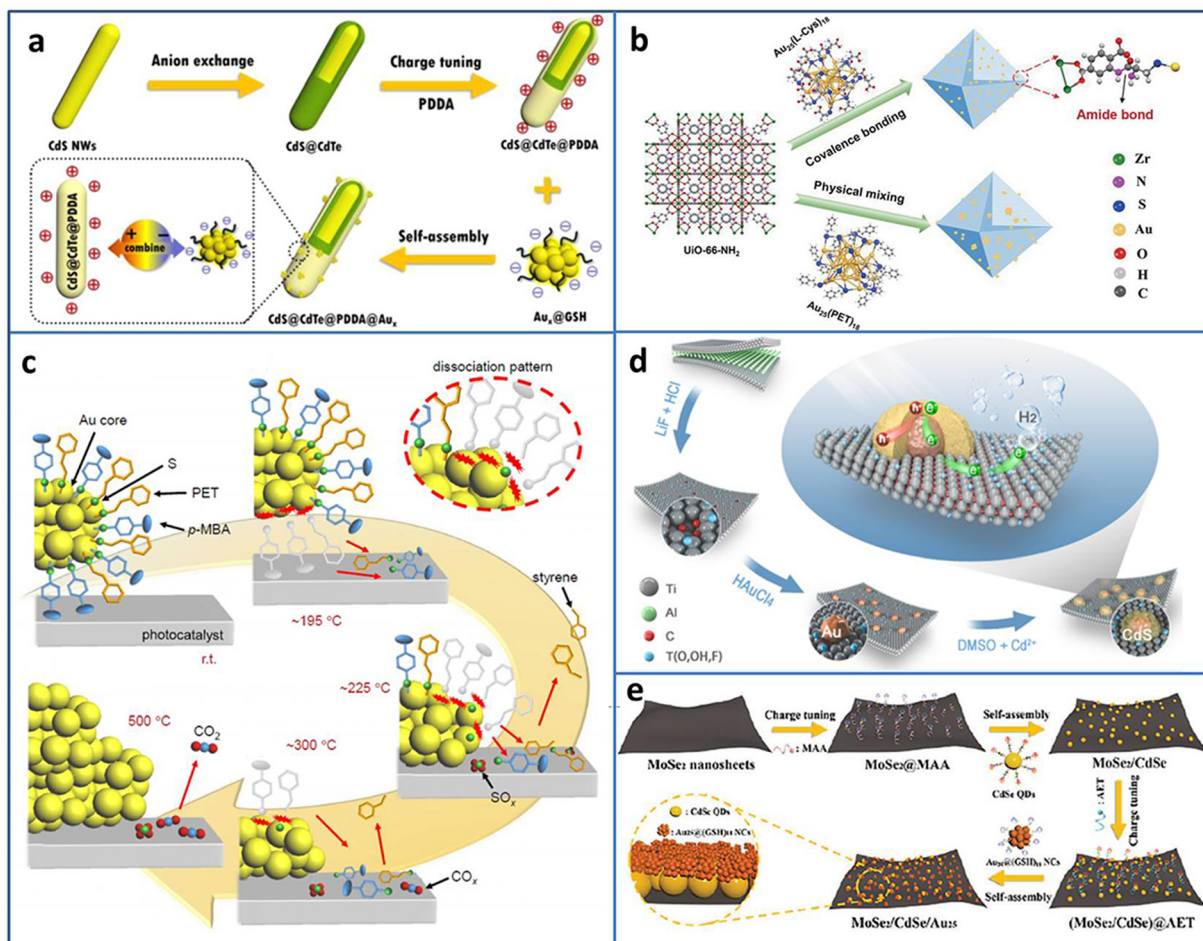 a
Anion exchange
Charge tuning
PDDA
CdS NWs
CdS@CdTe
CdS@CdTe@PDDA
CdS@CdTe@PDDA
+ −
combine
+
Self-assembly
CdS@CdTe@PDDA@Auₓ
Auₓ@GSH
b
Au₂₅(L-Cys)₁₈
Covalence bonding
Amide bond
Physical mixing
UiO-66-NH₂
Au₂₅(PET)₁₈
Zr
N
S
Au
O
H
C
c
dissociation pattern
Au core
S
PET
p-MBA
photocatalyst
r.t.
~195 °C
styrene
~225 °C
SOₓ
~300 °C
COₓ
500 °C
CO₂
d
LiF + HCl
h⁺ e⁻
h⁺ e⁻
e⁻ e⁻
H2
Ti
Al
C
T(O,OH,F)
HAuCl₄
Au
DMSO + Cd²⁺
CdS
e
Charge tuning
: MAA
Self-assembly
CdSe QDs
MoSe₂ nanosheets
MoSe₂@MAA
MoSe₂/CdSe
: AET
Charge tuning
: CdSe QDs
: Au₂₅@(GSH)₁₈ NCs
Au₂₅@(GSH)₁₈ NCs
Self-assembly
MoSe₂/CdSe/Au₂₅
(MoSe₂/CdSe)@AET